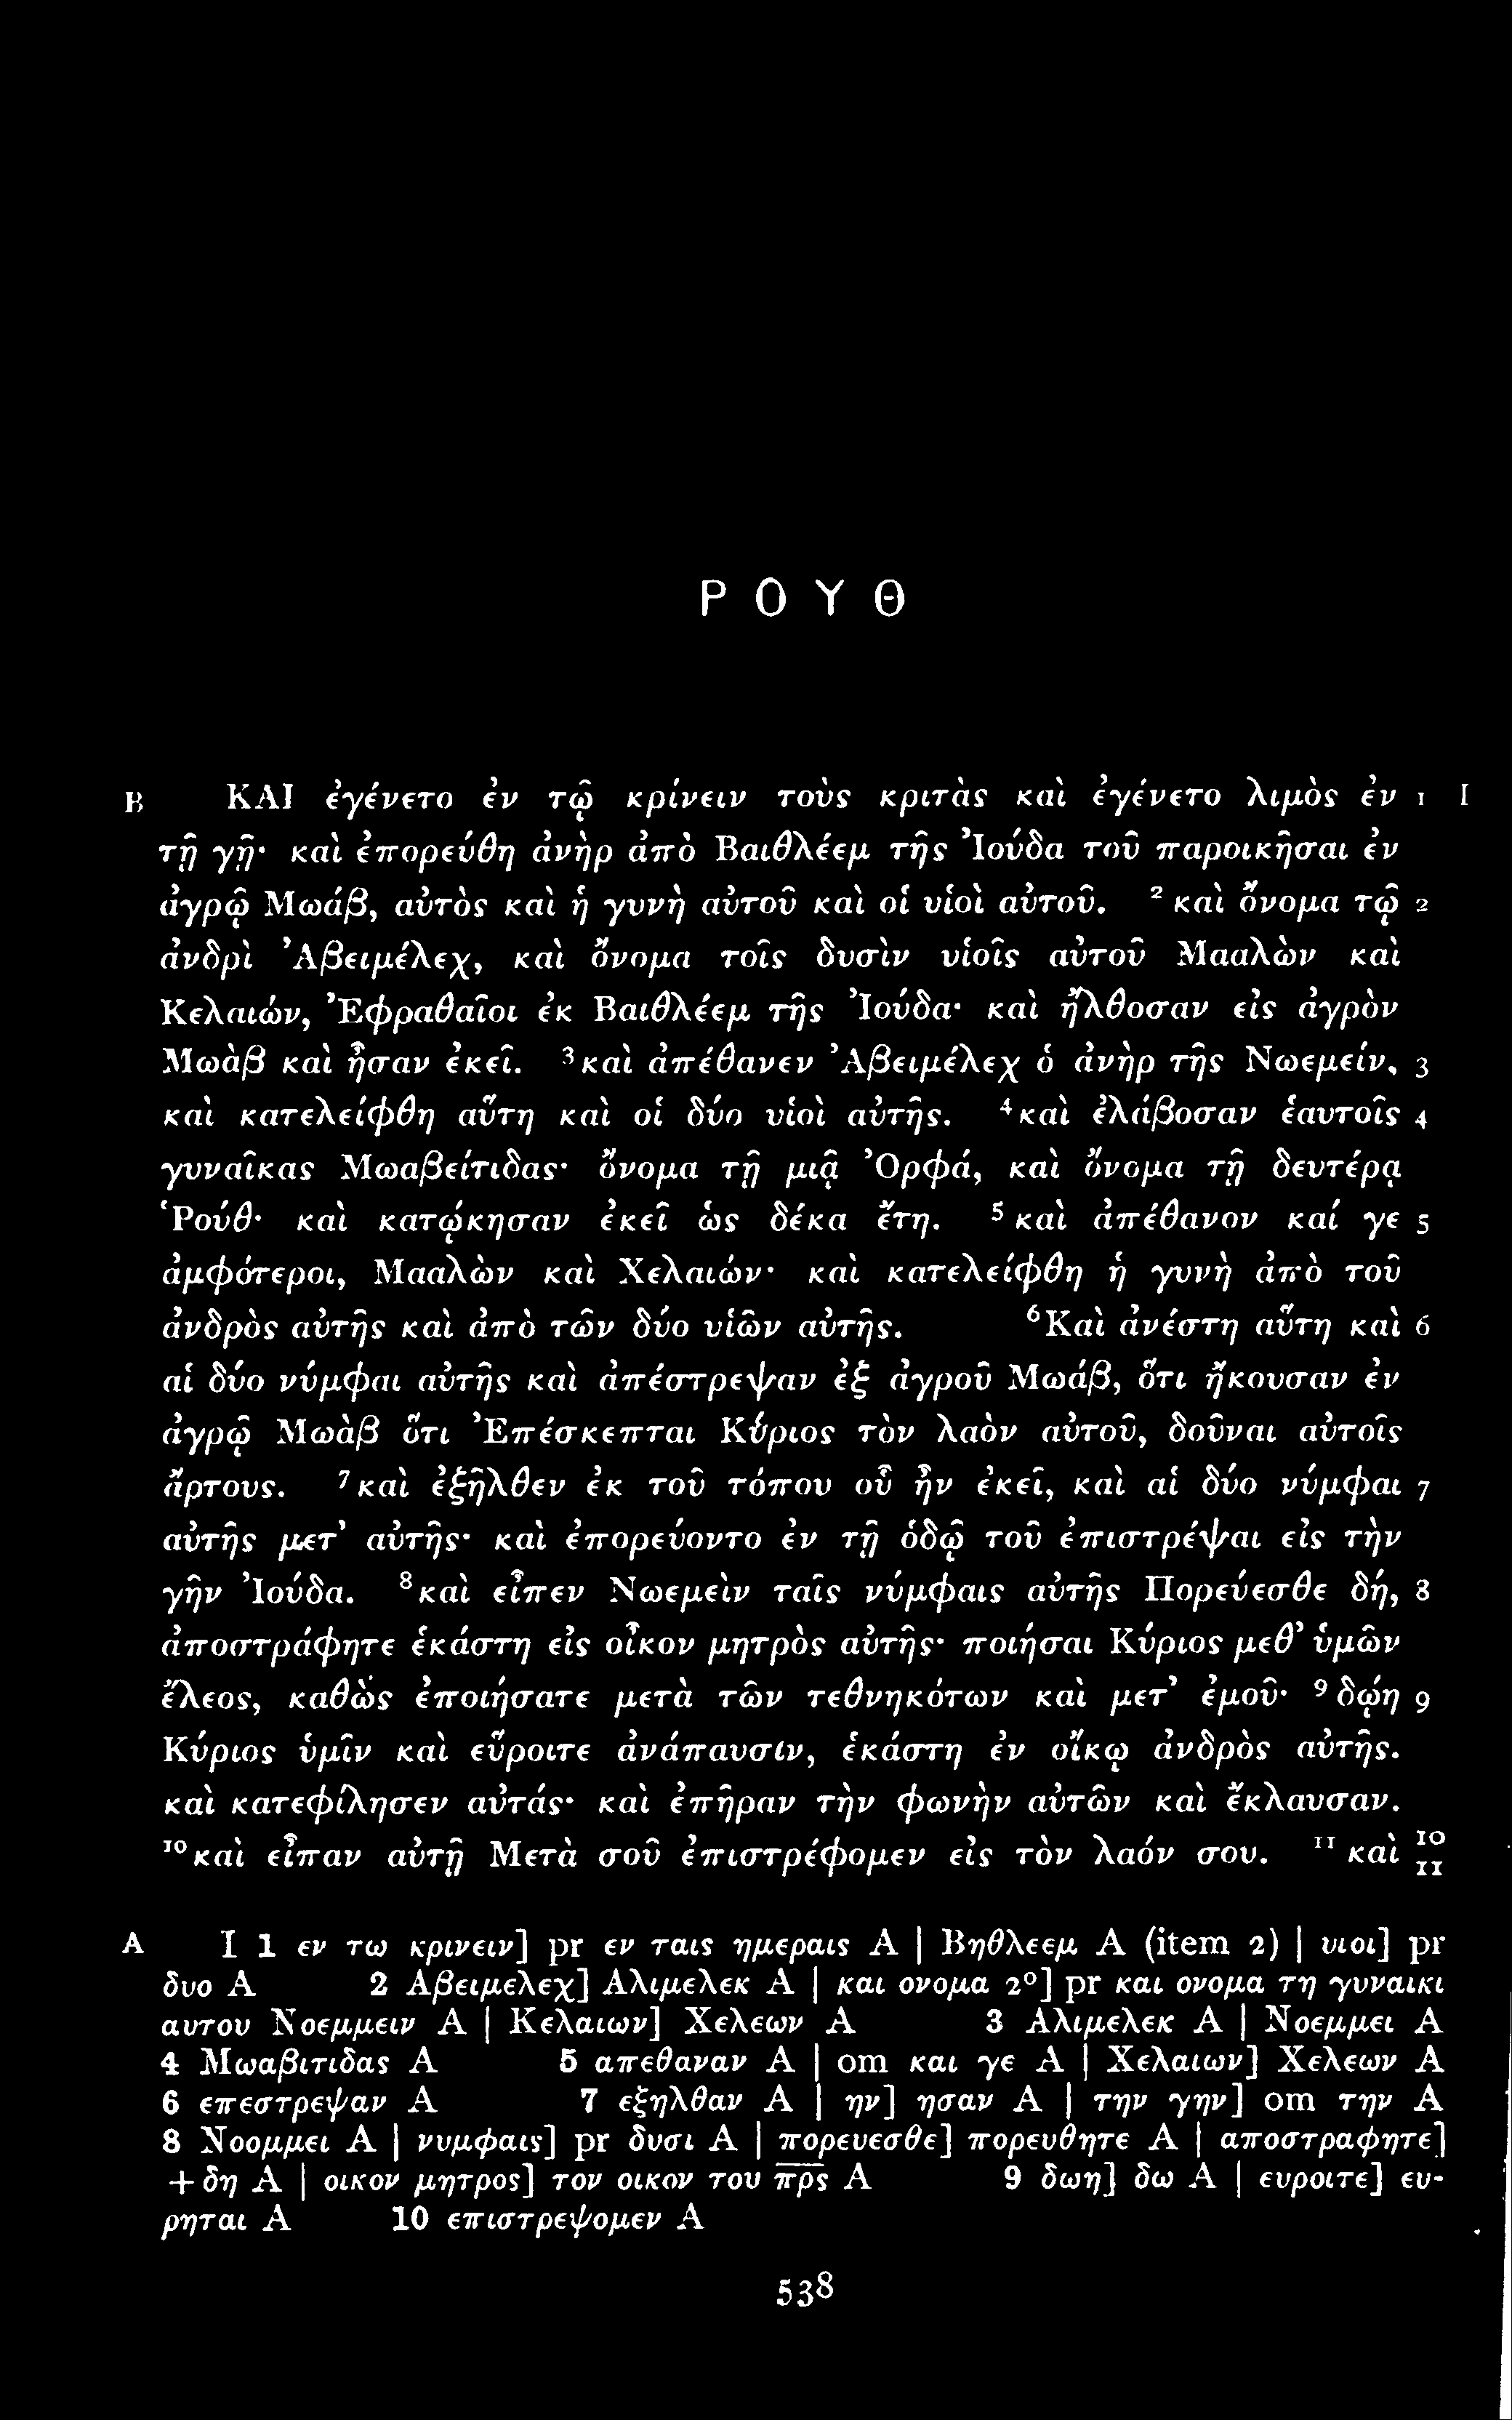 ΡΟΥΘ
B ΚΑΙ ἐγένετο ἐν τῷ κρίνειν τοὺς κριτὰς καὶ ἐγένετο λιμὸς ἐν 1 I
τῇ γῇ· καὶ ἐπορεύθη ἀνὴρ ἀπὸ Βαιθλέεμ τῆς Ἰούδα τοῦ παροικῆσαι ἐν
ἀγρῷ Μωάβ, αὐτὸς καὶ ἡ γυνὴ αὐτοῦ καὶ οἱ υἱοὶ αὐτοῦ. ²καὶ ὄνομα τῷ 2
ἀνδρὶ Ἀβειμέλεχ, καὶ ὄνομα τοῖς δυσὶν υἱοῖς αὐτοῦ Μααλὼν καὶ
Κελαιών, Ἐφραθαῖοι ἐκ Βαιθλέεμ τῆς Ἰούδα· καὶ ἤλθοσαν εἰς ἀγρὸν
Μωὰβ καὶ ἦσαν ἐκεῖ. ³καὶ ἀπέθανεν Ἀβειμέλεχ ὁ ἀνὴρ τῆς Νωεμείν, 3
καὶ κατελείφθη αὕτη καὶ οἱ δύο υἱοὶ αὐτῆς. ⁴καὶ ἐλάβοσαν ἑαυτοῖς 4
γυναῖκας Μωαβείτιδας· ὄνομα τῇ μιᾷ Ὀρφά, καὶ ὄνομα τῇ δευτέρᾳ
Ῥούθ· καὶ κατῴκησαν ἐκεῖ ὡς δέκα ἔτη. ⁵καὶ ἀπέθανον καί γε 5
ἀμφότεροι, Μααλὼν καὶ Χελαιών· καὶ κατελείφθη ἡ γυνὴ ἀπὸ τοῦ
ἀνδρὸς αὐτῆς καὶ ἀπὸ τῶν δύο υἱῶν αὐτῆς. ⁶Καὶ ἀνέστη αὕτη καὶ 6
αἱ δύο νύμφαι αὐτῆς καὶ ἀπέστρεψαν ἐξ ἀγροῦ Μωάβ, ὅτι ἤκουσαν ἐν
ἀγρῷ Μωὰβ ὅτι Ἐπέσκεπται Κύριος τὸν λαὸν αὐτοῦ, δοῦναι αὐτοῖς
ἄρτους. ⁷καὶ ἐξῆλθεν ἐκ τοῦ τόπου οὗ ἦν ἐκεῖ, καὶ αἱ δύο νύμφαι 7
αὐτῆς μετ’ αὐτῆς· καὶ ἐπορεύοντο ἐν τῇ ὁδῷ τοῦ ἐπιστρέψαι εἰς τὴν
γῆν Ἰούδα. ⁸καὶ εἶπεν Νωεμεὶν ταῖς νύμφαις αὐτῆς Πορεύεσθε δή, 8
ἀποστράφητε ἑκάστη εἰς οἶκον μητρὸς αὐτῆς· ποιήσαι Κύριος μεθ’ ὑμῶν
ἔλεος, καθὼς ἐποιήσατε μετὰ τῶν τεθνηκότων καὶ μετ’ ἐμοῦ· ⁹δῴη 9
Κύριος ὑμῖν καὶ εὕροιτε ἀνάπαυσιν, ἑκάστη ἐν οἴκῳ ἀνδρὸς αὐτῆς.
καὶ κατεφίλησεν αὐτάς· καὶ ἐπῆραν τὴν φωνὴν αὐτῶν καὶ ἔκλαυσαν.
¹⁰καὶ εἶπαν αὐτῇ Μετὰ σοῦ ἐπιστρέφομεν εἰς τὸν λαόν σου. ¹¹καὶ 10 11
A I 1 εν τω κρινειν] pr εν ταις ημεραις A | Βηθλεεμ A (item 2) | υιοι] pr
δυο A 2 Αβειμελεχ] Αλιμελεκ A | και ονομα 2°] pr και ονομα τη γυναικι
αυτου Νοεμμειν A | Κελαιων] Χελεων A 3 Αλιμελεκ A | Νοεμμει A
4 Μωαβιτιδας A 5 απεθαναν A | om και γε A | Χελαιων] Χελεων A
6 επεστρεψαν A 7 εξηλθαν A | ην] ησαν A | την γην] om την A
8 Νοομμει A | νυμφαις] pr δυσι A | πορευεσθε] πορευθητε A | αποστραφητε]
+ δη A | οικον μητρος] τον οικον του π̅ρ̅ς̅ A 9 δωη] δω A | ευροιτε] ευ-
ρηται A 10 επιστρεψομεν A
538